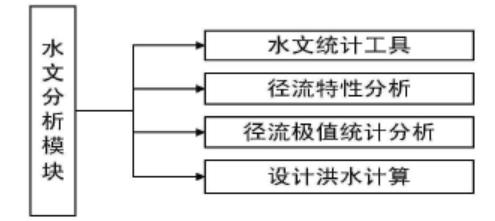 水文分析模块
水文统计工具
径流特性分析
径流极值统计分析
设计洪水计算